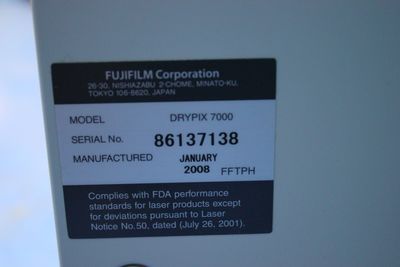 FUJIFILM Corporation
26-30, NISHIAZABU 2-CHOME, MINATO-KU,
TOKYO 106-8620, JAPAN
MODEL DRYPIX 7000
SERIAL No. 86137138
MANUFACTURED JANUARY
2008 FFTPH
Complies with FDA performance
standards for laser products except
for deviations pursuant to Laser
Notice No.50, dated (July 26, 2001).